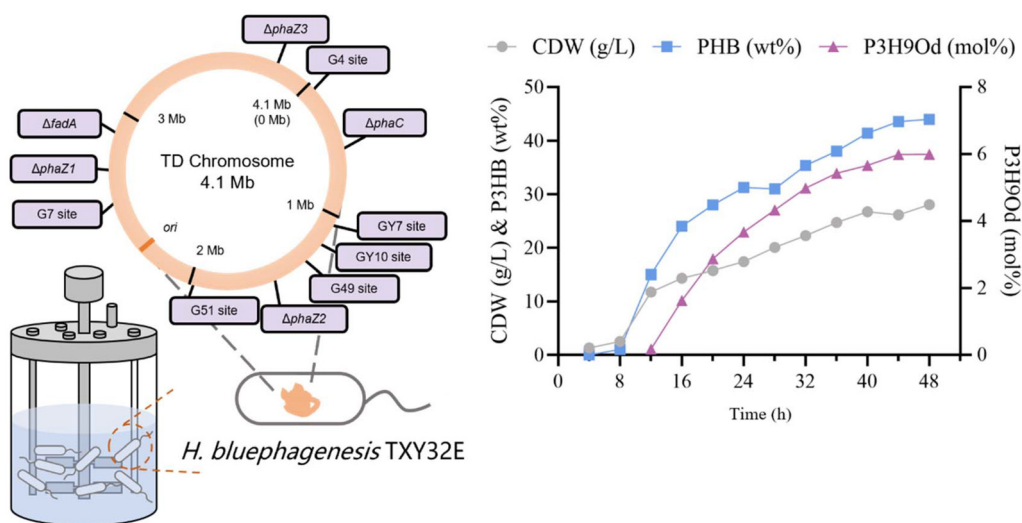 ΔphaZ3
G4 site
4.1 Mb
(0 Mb)
3 Mb
ΔfadA
ΔphaC
TD Chromosome
4.1 Mb
ΔphaZ1
1 Mb
G7 site
ori
GY7 site
2 Mb
GY10 site
G49 site
G51 site
ΔphaZ2
H. bluephagenesis TXY32E
CDW (g/L) PHB (wt%) P3H9Od (mol%)
CDW (g/L) & P3HB (wt%)
50
40
30
20
10
0
8
6
4
2
0
P3H9Od
(mol%)
0 8 16 24 32 40 48
Time (h)